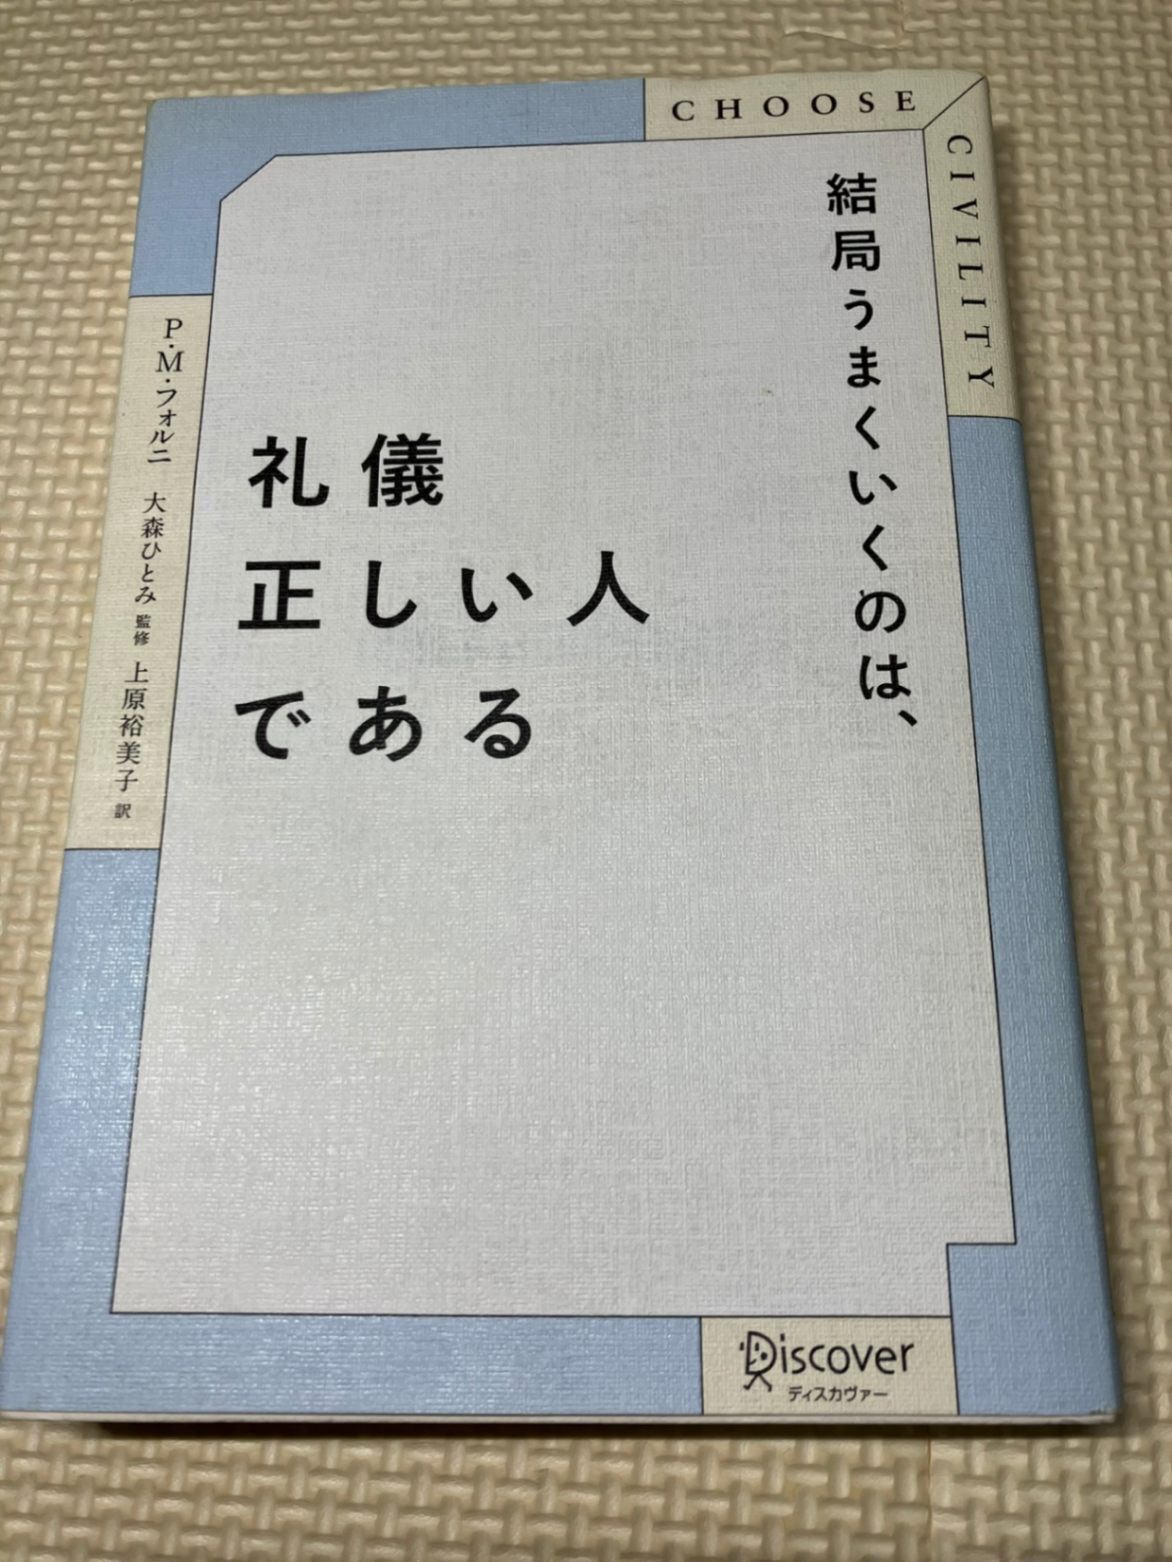 CHOOSE
CIVILITY
結局うまくいくのは、
礼儀
正しい人
である
P・M・フォルニ 大森ひとみ 監修 上原裕美子 訳
Discover
ディスカヴァー